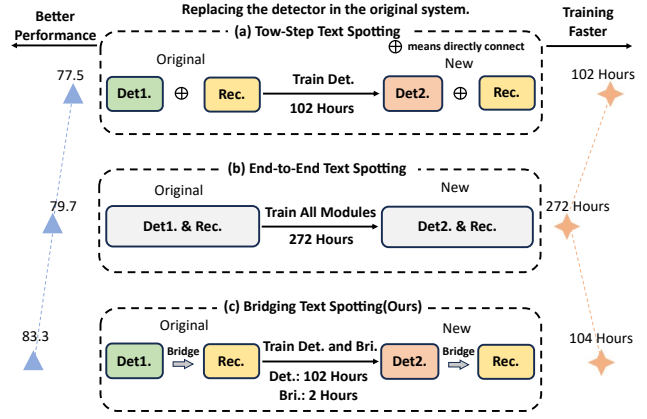 Replacing the detector in the original system.
Better Performance
Training Faster
(a) Tow-Step Text Spotting
⊕ means directly connect
Original
New
77.5
102 Hours
Det1. ⊕ Rec.
Train Det.
102 Hours
Det2. ⊕ Rec.
(b) End-to-End Text Spotting
Original
New
79.7
272 Hours
Det1. & Rec.
Train All Modules
272 Hours
Det2. & Rec.
(c) Bridging Text Spotting(Ours)
Original
New
83.3
104 Hours
Det1. Bridge Rec.
Train Det. and Bri.
Det.: 102 Hours
Bri.: 2 Hours
Det2. Bridge Rec.